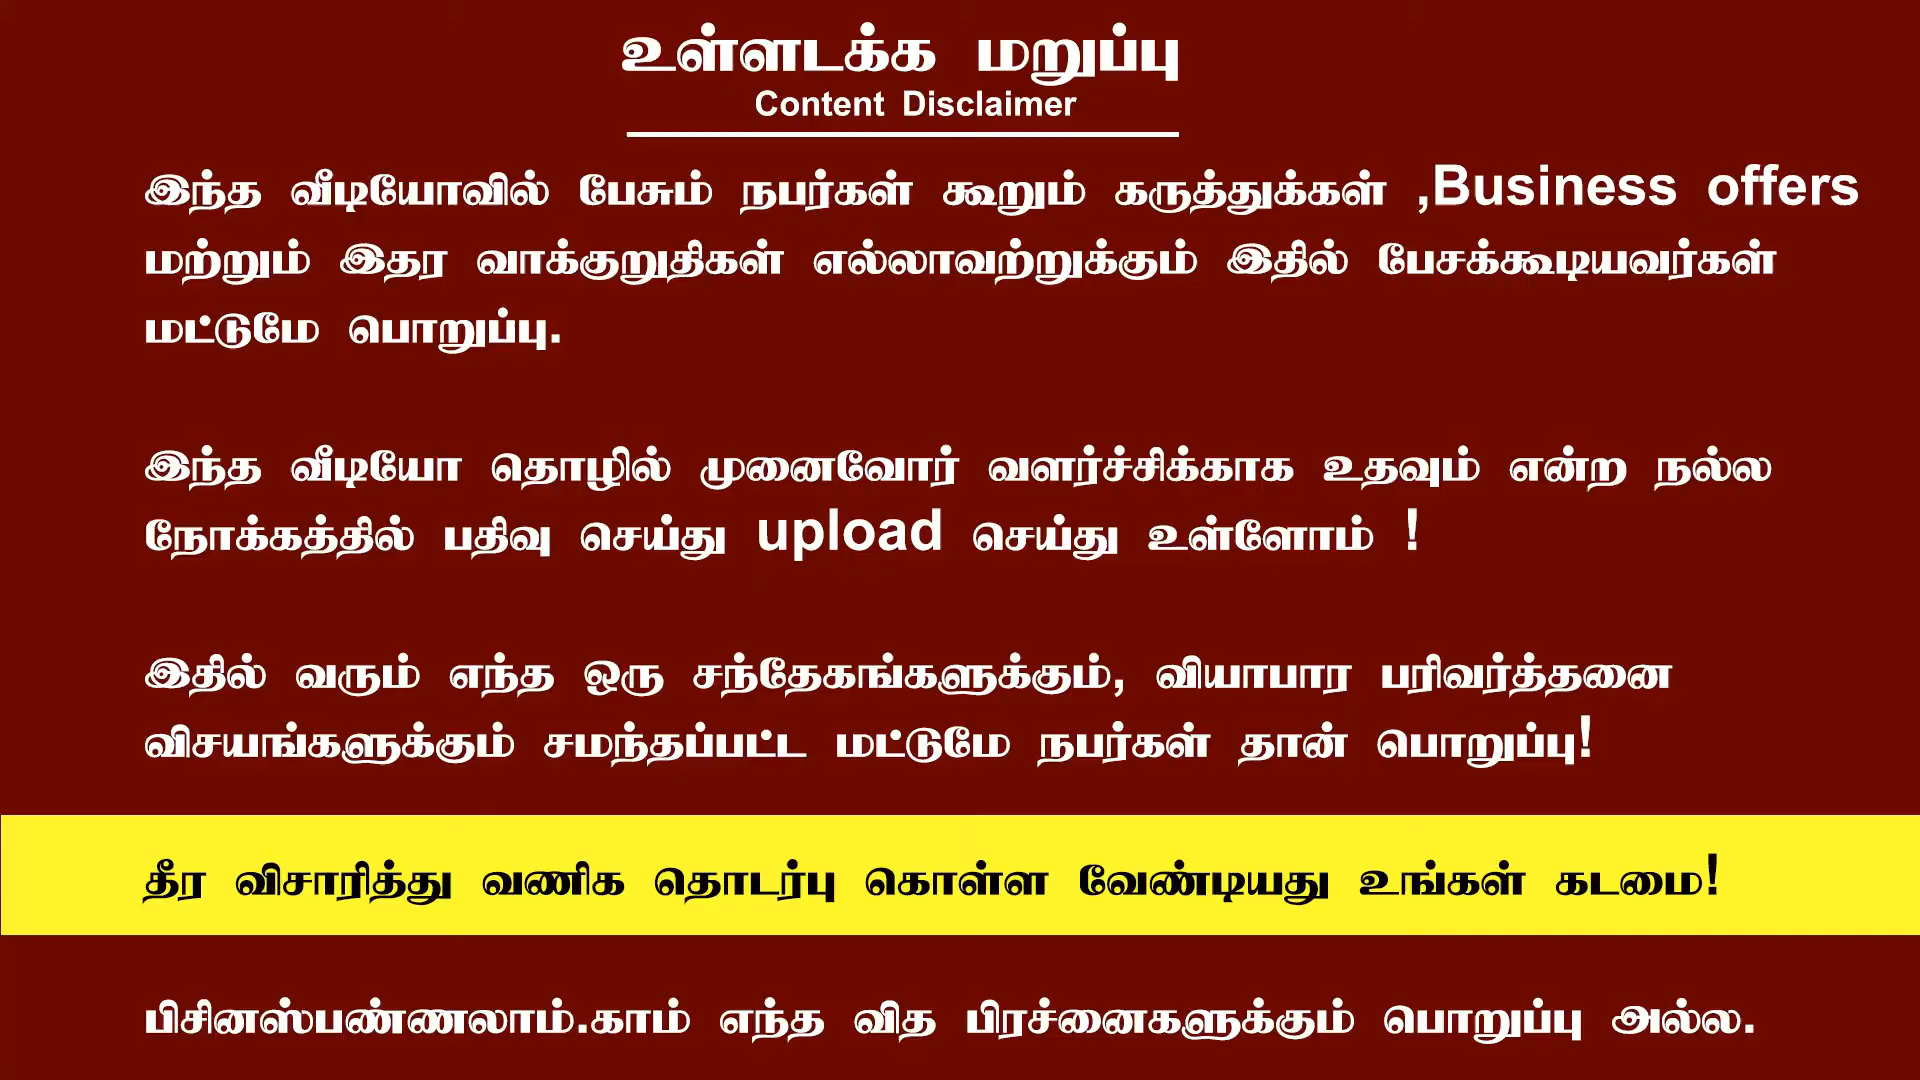 உள்ளடக்க மறுப்பு
Content Disclaimer
இந்த வீடியோவில் பேசும் நபர்கள் கூறும் கருத்துக்கள் ,Business offers
மற்றும் இதர வாக்குறுதிகள் எல்லாவற்றுக்கும் இதில் பேசக்கூடியவர்கள்
மட்டுமே பொறுப்பு.
இந்த வீடியோ தொழில் முனைவோர் வளர்ச்சிக்காக உதவும் என்ற நல்ல
நோக்கத்தில் பதிவு செய்து upload செய்து உள்ளோம் !
இதில் வரும் எந்த ஒரு சந்தேகங்களுக்கும், வியாபார பரிவர்த்தனை
விசயங்களுக்கும் சமந்தப்பட்ட மட்டுமே நபர்கள் தான் பொறுப்பு!
தீர விசாரித்து வணிக தொடர்பு கொள்ள வேண்டியது உங்கள் கடமை!
பிசினஸ்பண்ணலாம்.காம் எந்த வித பிரச்னைகளுக்கும் பொறுப்பு அல்ல.